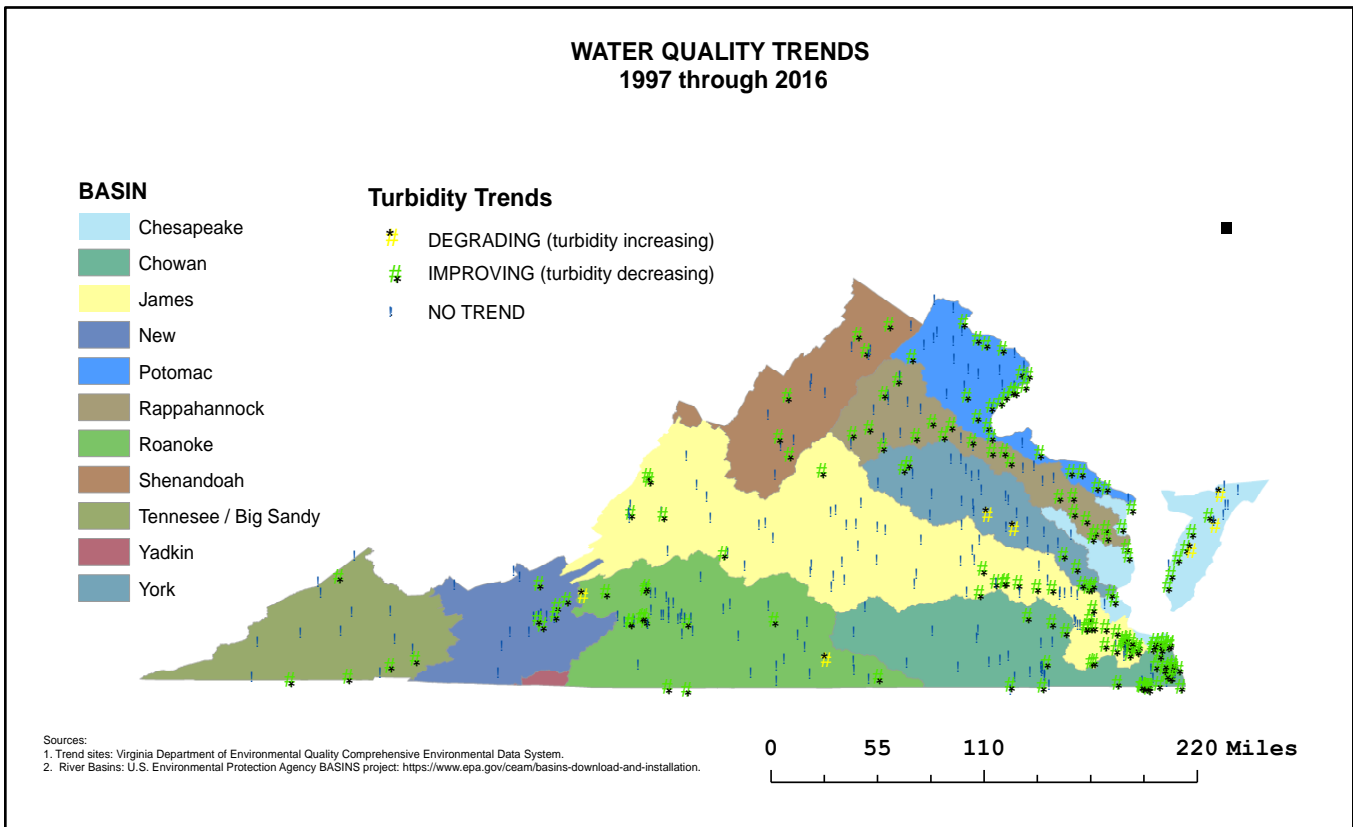 WATER QUALITY TRENDS
1997 through 2016
BASIN
Chesapeake
Chowan
James
New
Potomac
Rappahannock
Roanoke
Shenandoah
Tennesee / Big Sandy
Yadkin
York
Turbidity Trends
*# DEGRADING (turbidity increasing)
#* IMPROVING (turbidity decreasing)
! NO TREND
Sources:
1. Trend sites: Virginia Department of Environmental Quality Comprehensive Environmental Data System.
2. River Basins: U.S. Environmental Protection Agency BASINS project: https://www.epa.gov/ceam/basins-download-and-installation.
0 55 110 220 Miles